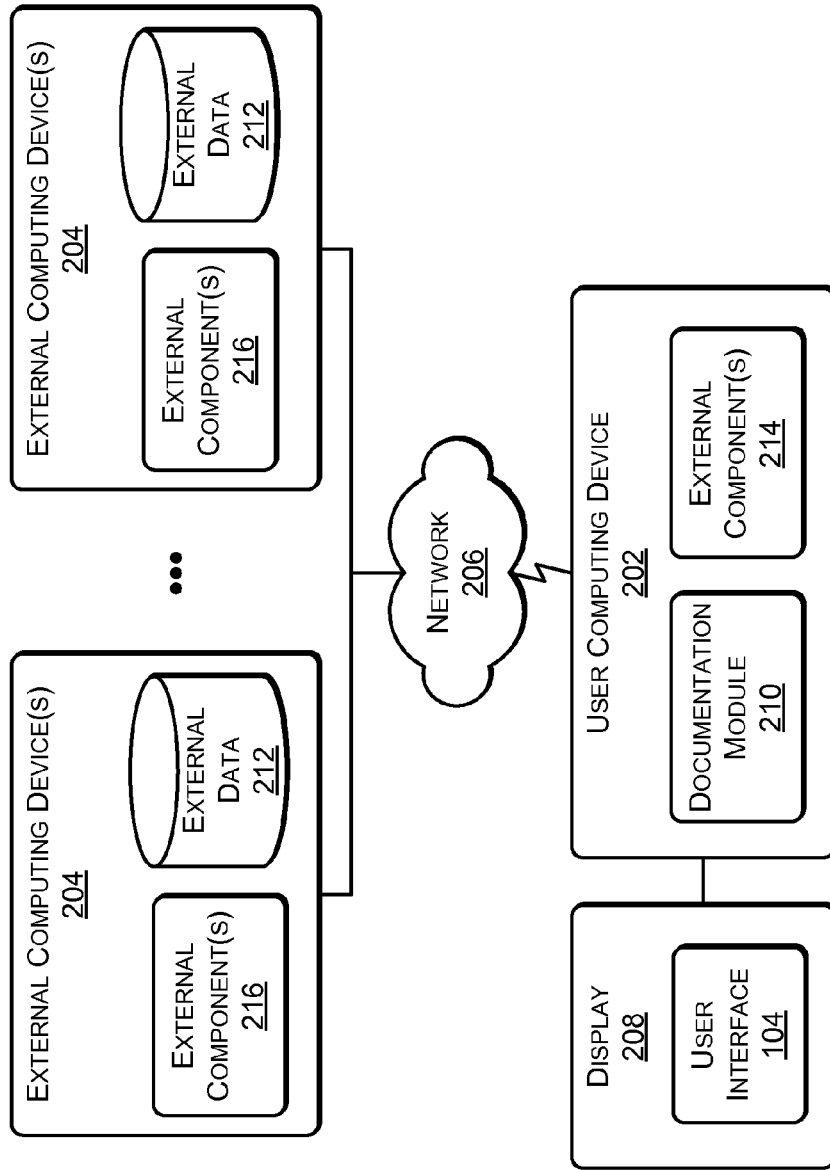 EXTERNAL COMPUTING DEVICE(S)
204
EXTERNAL
COMPONENT(S)
216
EXTERNAL
DATA
212
•••
EXTERNAL COMPUTING DEVICE(S)
204
EXTERNAL
COMPONENT(S)
216
EXTERNAL
DATA
212
NETWORK
206
DISPLAY
208
USER
INTERFACE
104
USER COMPUTING DEVICE
202
DOCUMENTATION
MODULE
210
EXTERNAL
COMPONENT(S)
214